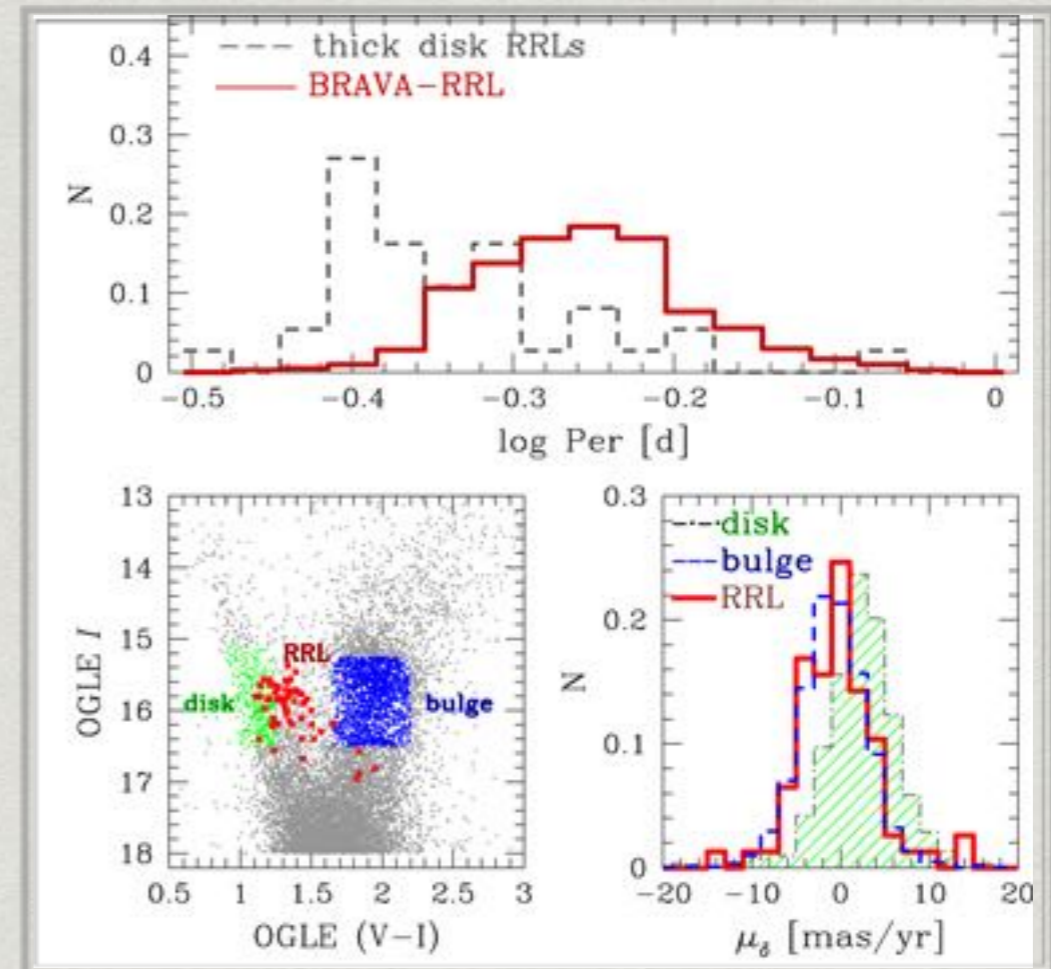 thick disk RRLs
BRAVA-RRL
0.4
0.3
0.2
0.1
0
N
-0.5 -0.4 -0.3 -0.2 -0.1 0
log Per [d]
13
14
15
16
17
18
OGLE I
RRL
disk
bulge
0.5 1 1.5 2 2.5 3
OGLE (V-I)
0.3
0.2
0.1
0
N
disk
bulge
RRL
-20 -10 0 10 20
μδ [mas/yr]